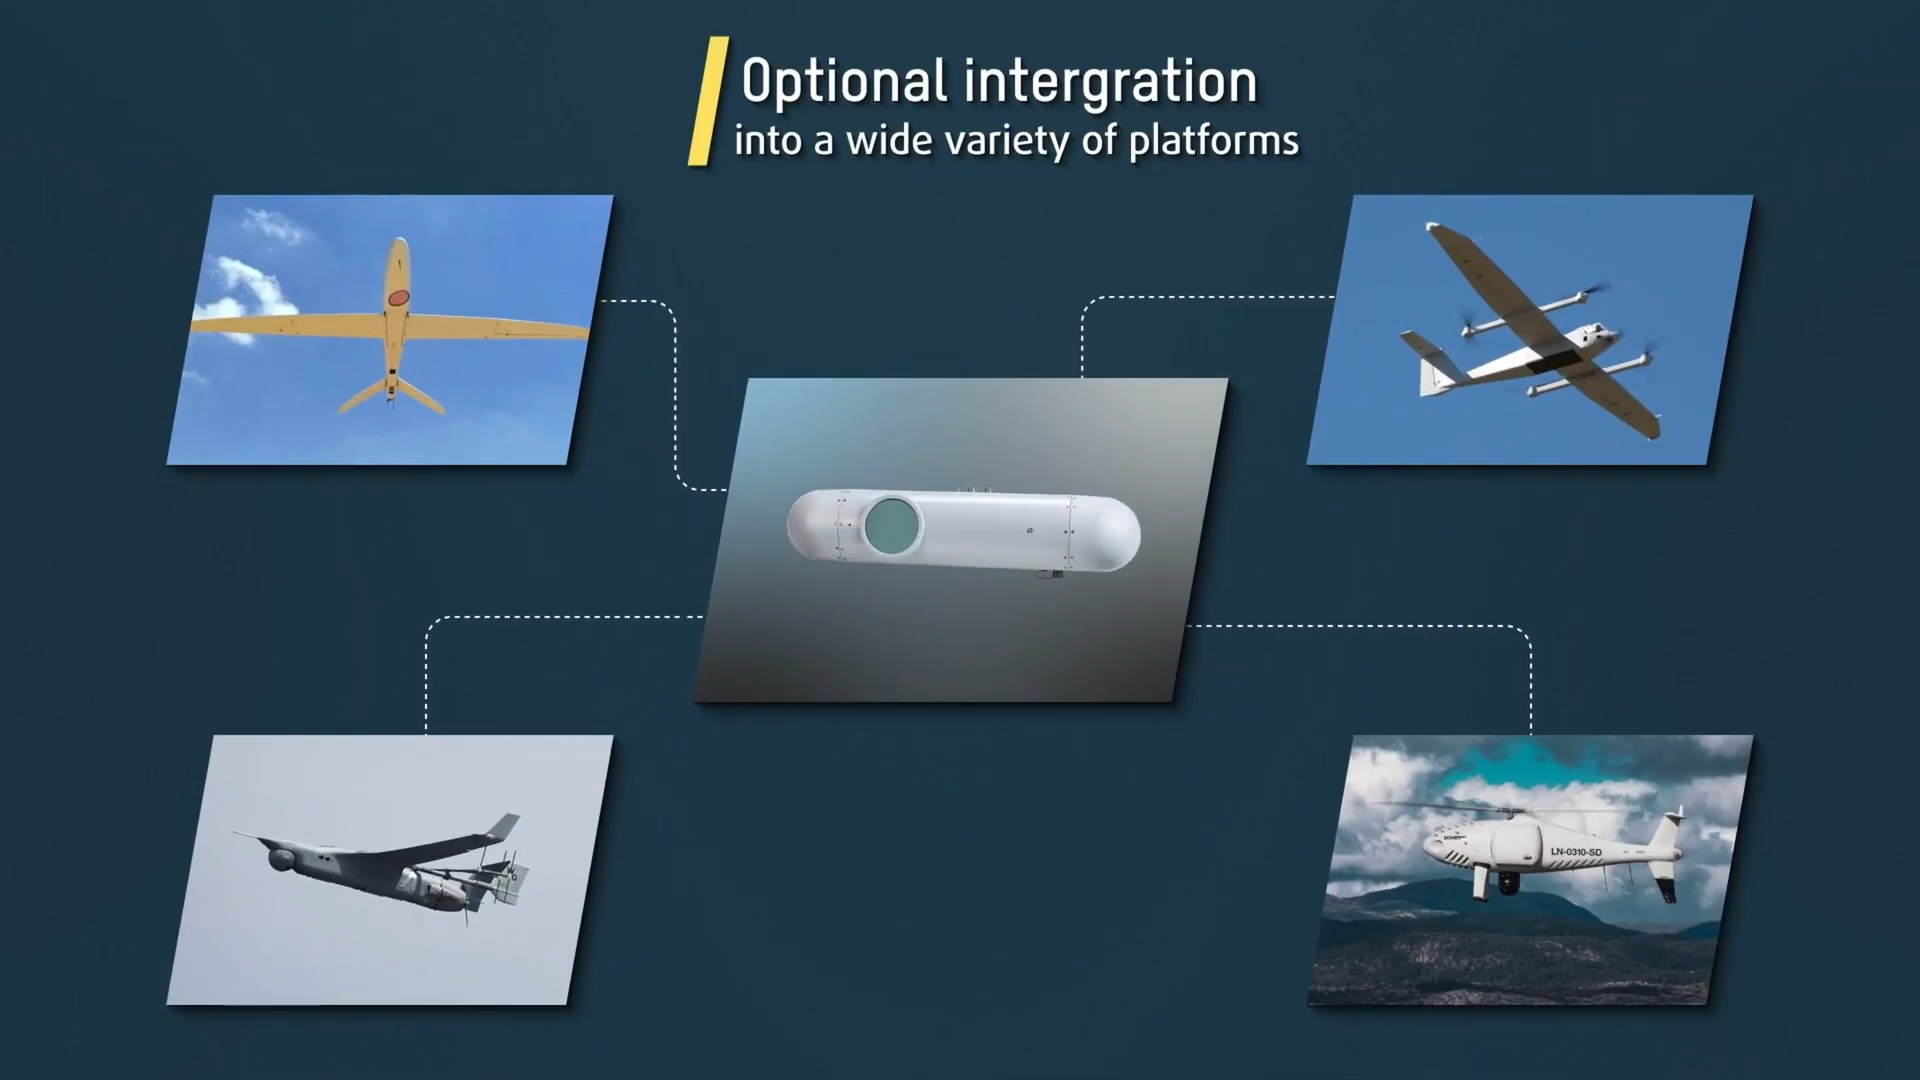 Optional intergration
into a wide variety of platforms
LN-0310-SD